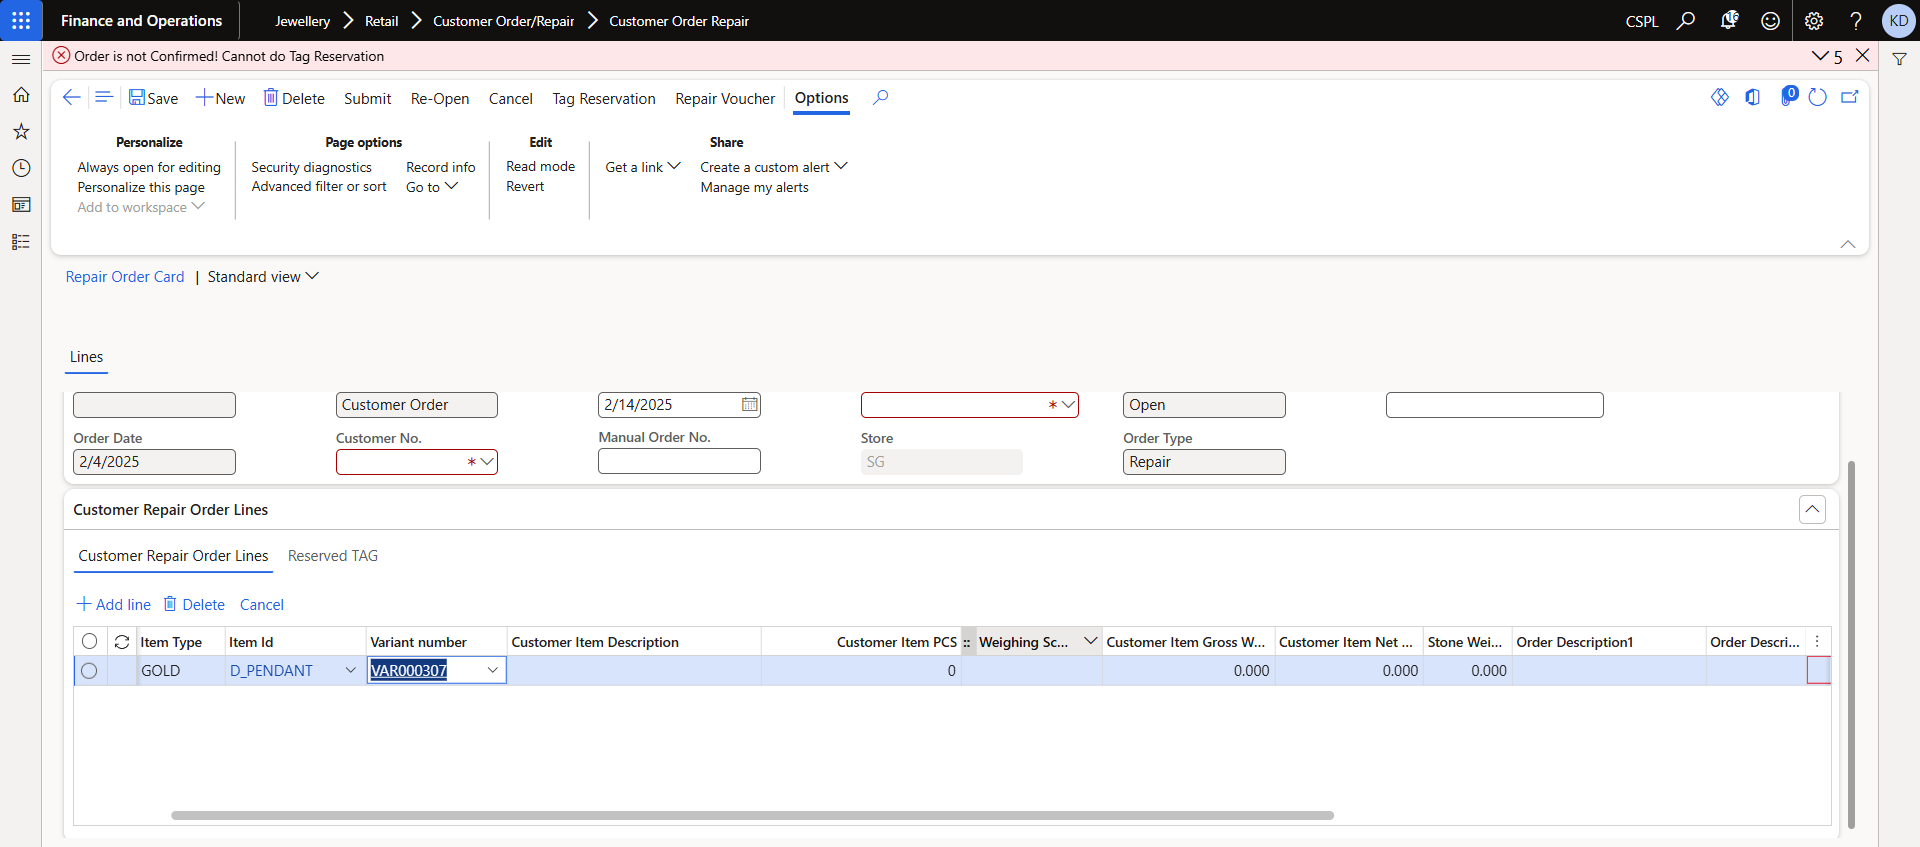 Finance and Operations
Jewellery
Retail
Customer Order/Repair
Customer Order Repair
CSPL
KD
Order is not Confirmed! Cannot do Tag Reservation
5
Save
New
Delete
Submit
Re-Open
Cancel
Tag Reservation
Repair Voucher
Options
0
Personalize
Always open for editing
Personalize this page
Add to workspace
Page options
Security diagnostics
Advanced filter or sort
Record info
Go to
Edit
Read mode
Revert
Share
Get a link
Create a custom alert
Manage my alerts
Repair Order Card | Standard view
Lines
Customer Order
2/14/2025
*
Open
Order Date
Customer No.
Manual Order No.
Store
Order Type
2/4/2025
*
SG
Repair
Customer Repair Order Lines
Customer Repair Order Lines
Reserved TAG
Add line
Delete
Cancel
Item Type
Item Id
Variant number
Customer Item Description
Customer Item PCS
Weighing Sc...
Customer Item Gross W...
Customer Item Net ...
Stone Wei...
Order Description1
Order Descri...
GOLD
D_PENDANT
VAR000307
0
0.000
0.000
0.000